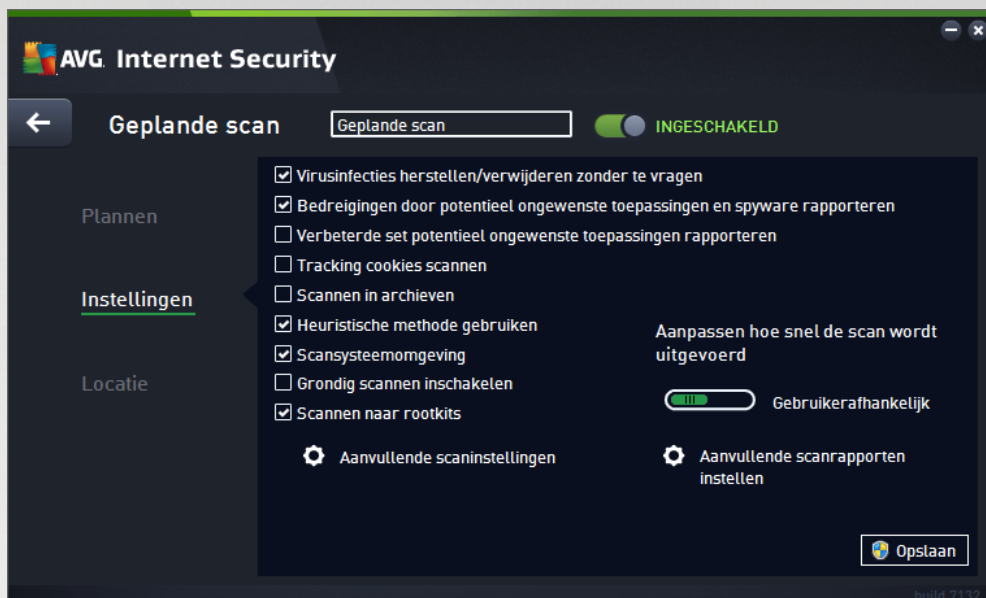 AVG. Internet Security
Geplande scan
Geplande scan
INGESCHAKELD
Plannen
Instellingen
Locatie
Virusinfecties herstellen/verwijderen zonder te vragen
Bedreigingen door potentieel ongewenste toepassingen en spyware rapporteren
Verbeterde set potentieel ongewenste toepassingen rapporteren
Tracking cookies scannen
Scannen in archieven
Heuristische methode gebruiken
Scansysteemomgeving
Grondig scannen inschakelen
Scannen naar rootkits
Aanvullende scaninstellingen
Aanpassen hoe snel de scan wordt
uitgevoerd
Gebruikerafhankelijk
Aanvullende scanrapporten
instellen
Opslaan
build 7132